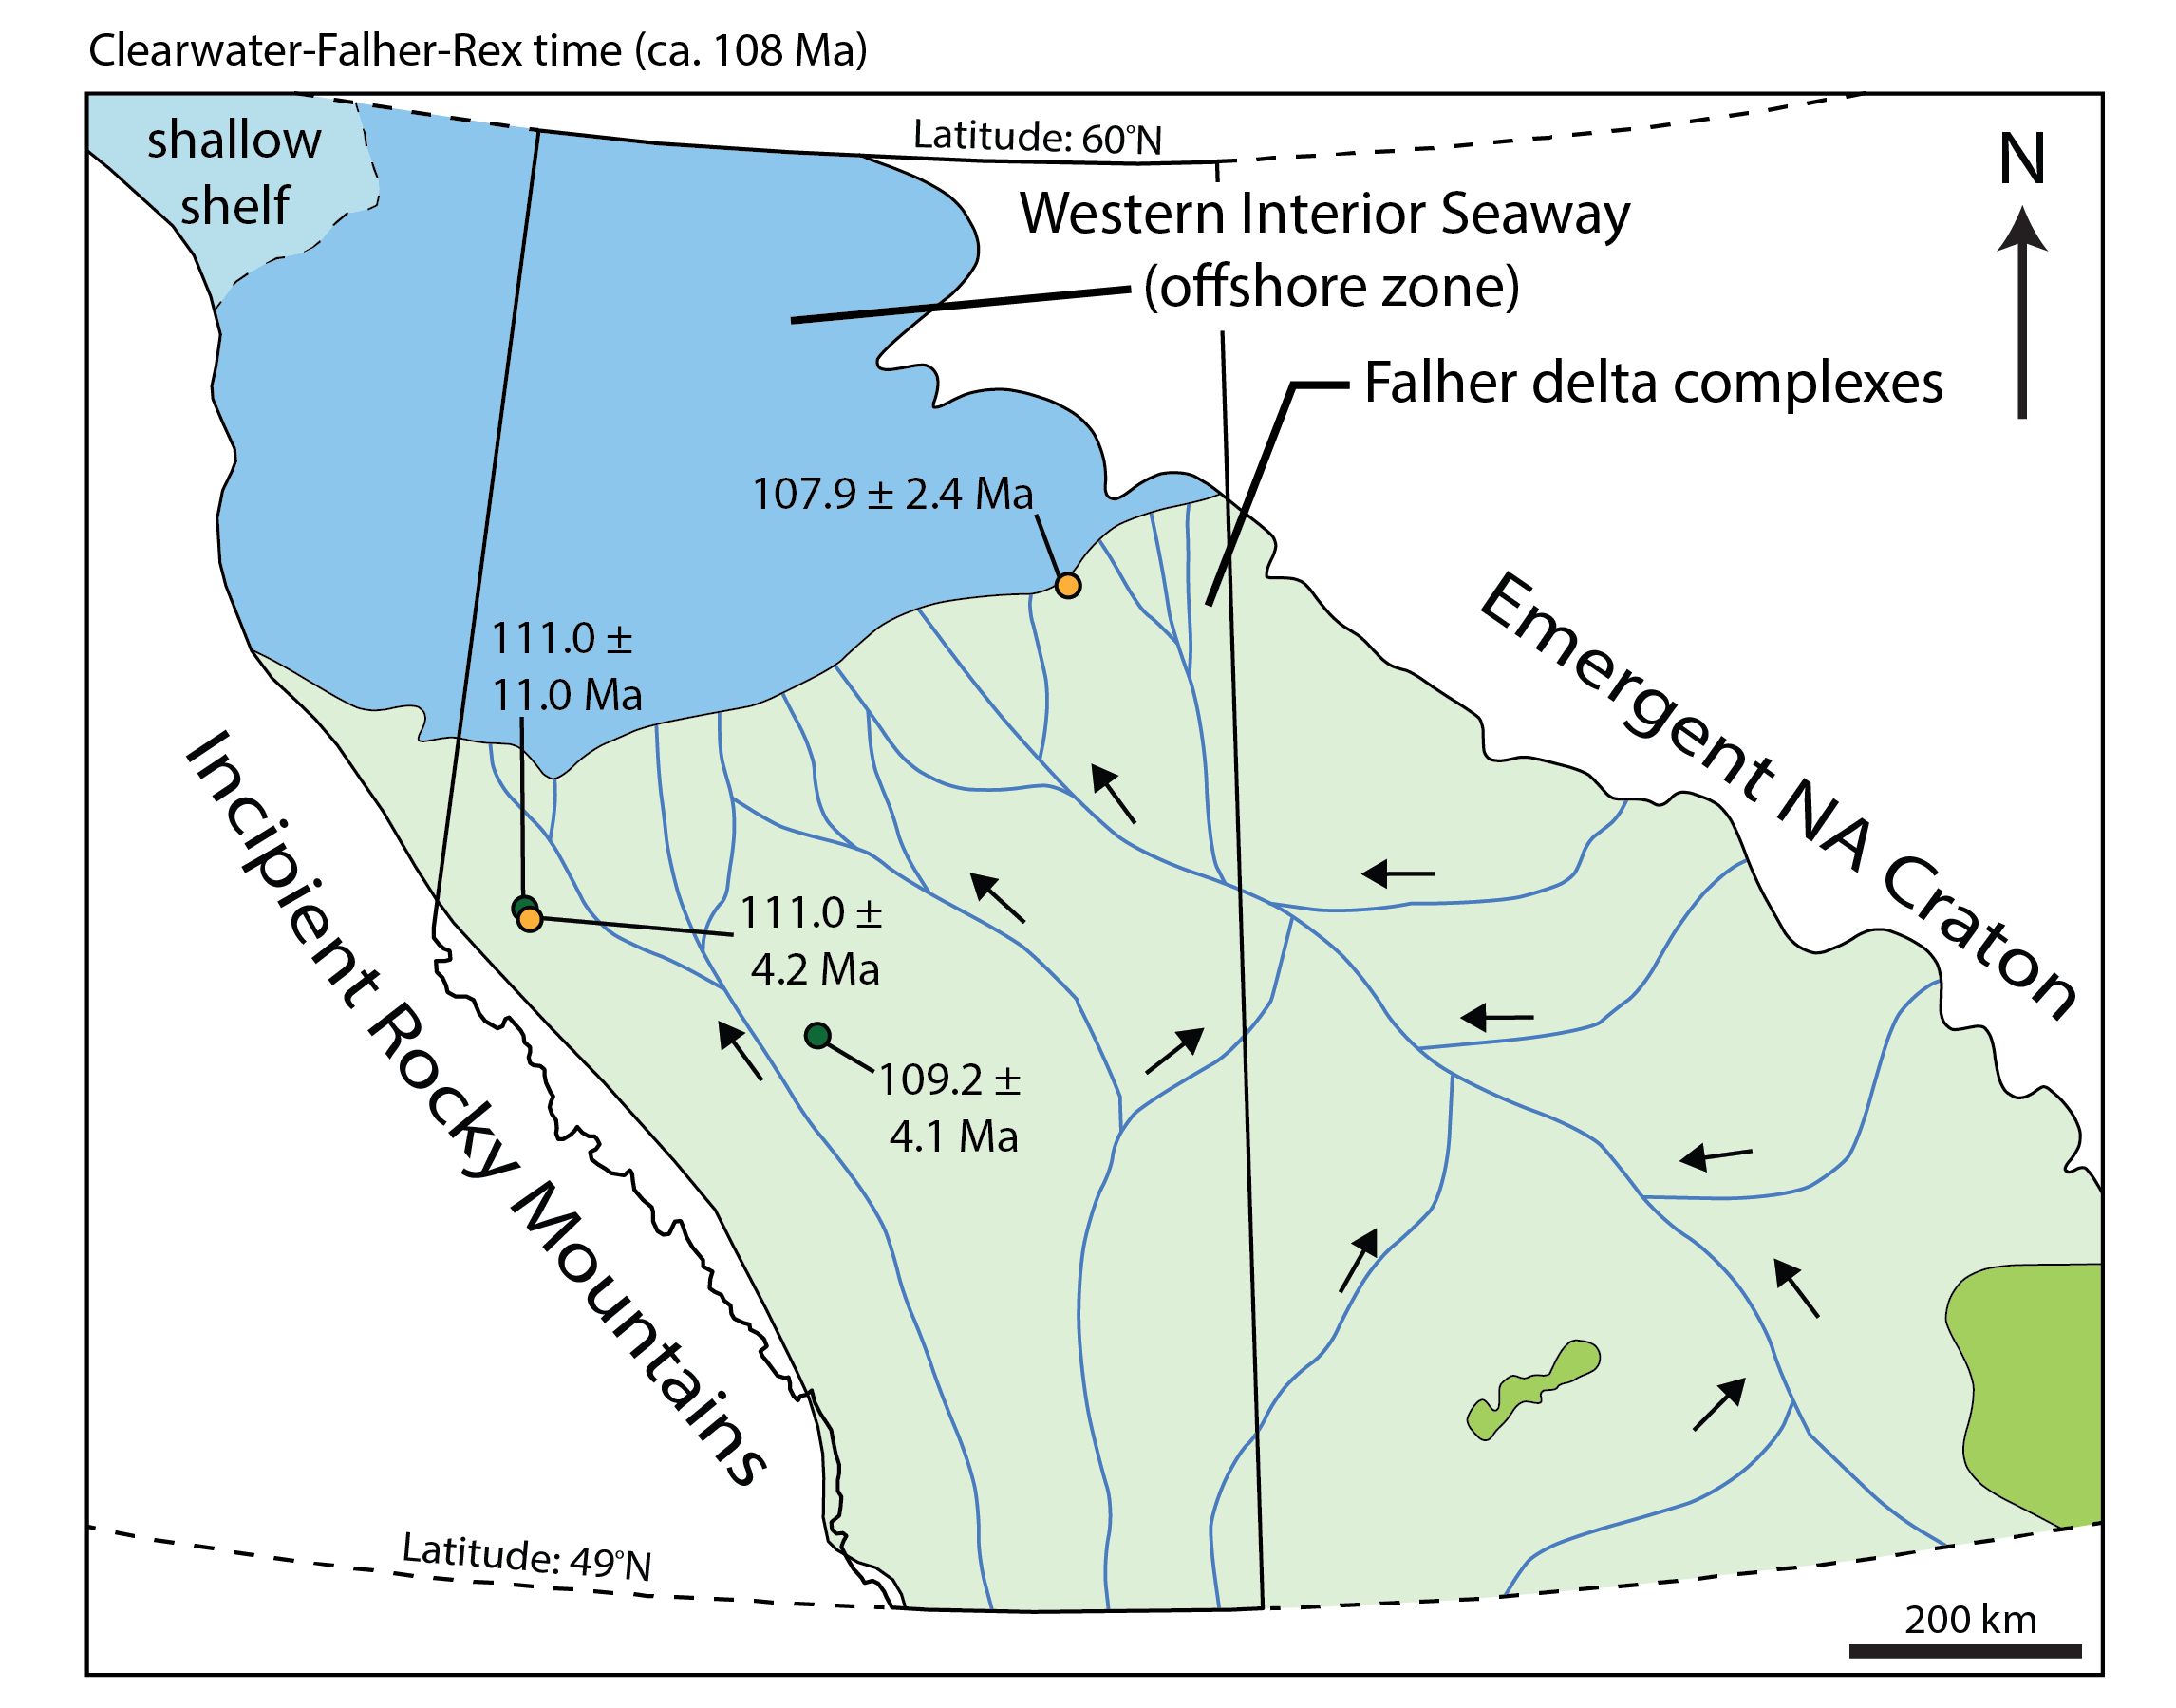 Clearwater-Falher-Rex time (ca. 108 Ma)
shallow
shelf
Latitude: 60°N
N
Western Interior Seaway
(offshore zone)
Falher delta complexes
107.9 ± 2.4 Ma
111.0 ±
11.0 Ma
Emergent NA Craton
Incipient Rocky Mountains
111.0 ±
4.2 Ma
109.2 ±
4.1 Ma
Latitude: 49°N
200 km